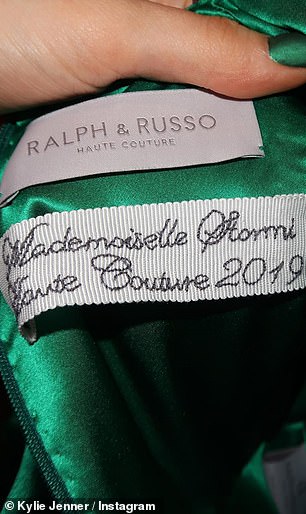 RALPH & RUSSO
HAUTE COUTURE
Mademoiselle Stormi
Haute Couture 2019
© Kylie Jenner / Instagram